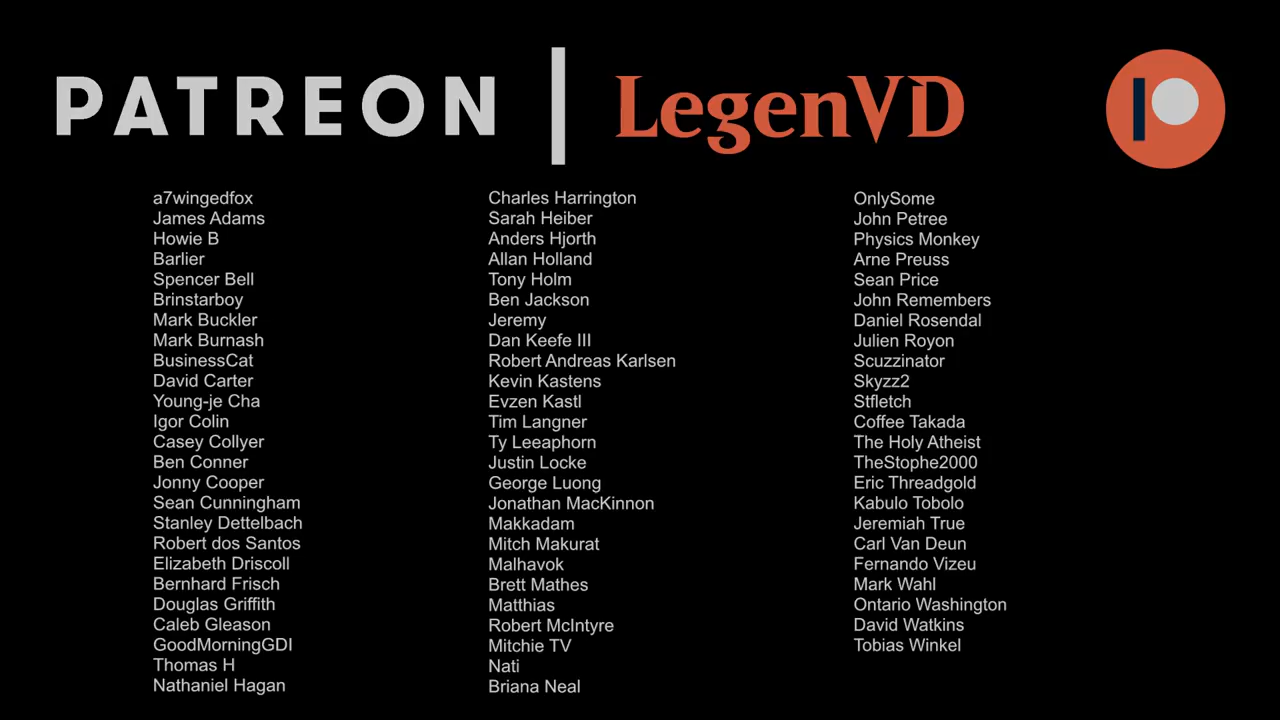 PATREON | LegenVD
a7wingedfox
James Adams
Howie B
Barlier
Spencer Bell
Brinstarboy
Mark Buckler
Mark Burnash
BusinessCat
David Carter
Young-je Cha
Igor Colin
Casey Collyer
Ben Conner
Jonny Cooper
Sean Cunningham
Stanley Dettelbach
Robert dos Santos
Elizabeth Driscoll
Bernhard Frisch
Douglas Griffith
Caleb Gleason
GoodMorningGDI
Thomas H
Nathaniel Hagan
Charles Harrington
Sarah Heiber
Anders Hjorth
Allan Holland
Tony Holm
Ben Jackson
Jeremy
Dan Keefe III
Robert Andreas Karlsen
Kevin Kastens
Evzen Kastl
Tim Langner
Ty Leeaphorn
Justin Locke
George Luong
Jonathan MacKinnon
Makkadam
Mitch Makurat
Malhavok
Brett Mathes
Matthias
Robert McIntyre
Mitchie TV
Nati
Briana Neal
OnlySome
John Petree
Physics Monkey
Arne Preuss
Sean Price
John Remembers
Daniel Rosendal
Julien Royon
Scuzzinator
Skyzz2
Stfletch
Coffee Takada
The Holy Atheist
TheStophe2000
Eric Threadgold
Kabulo Tobolo
Jeremiah True
Carl Van Deun
Fernando Vizeu
Mark Wahl
Ontario Washington
David Watkins
Tobias Winkel